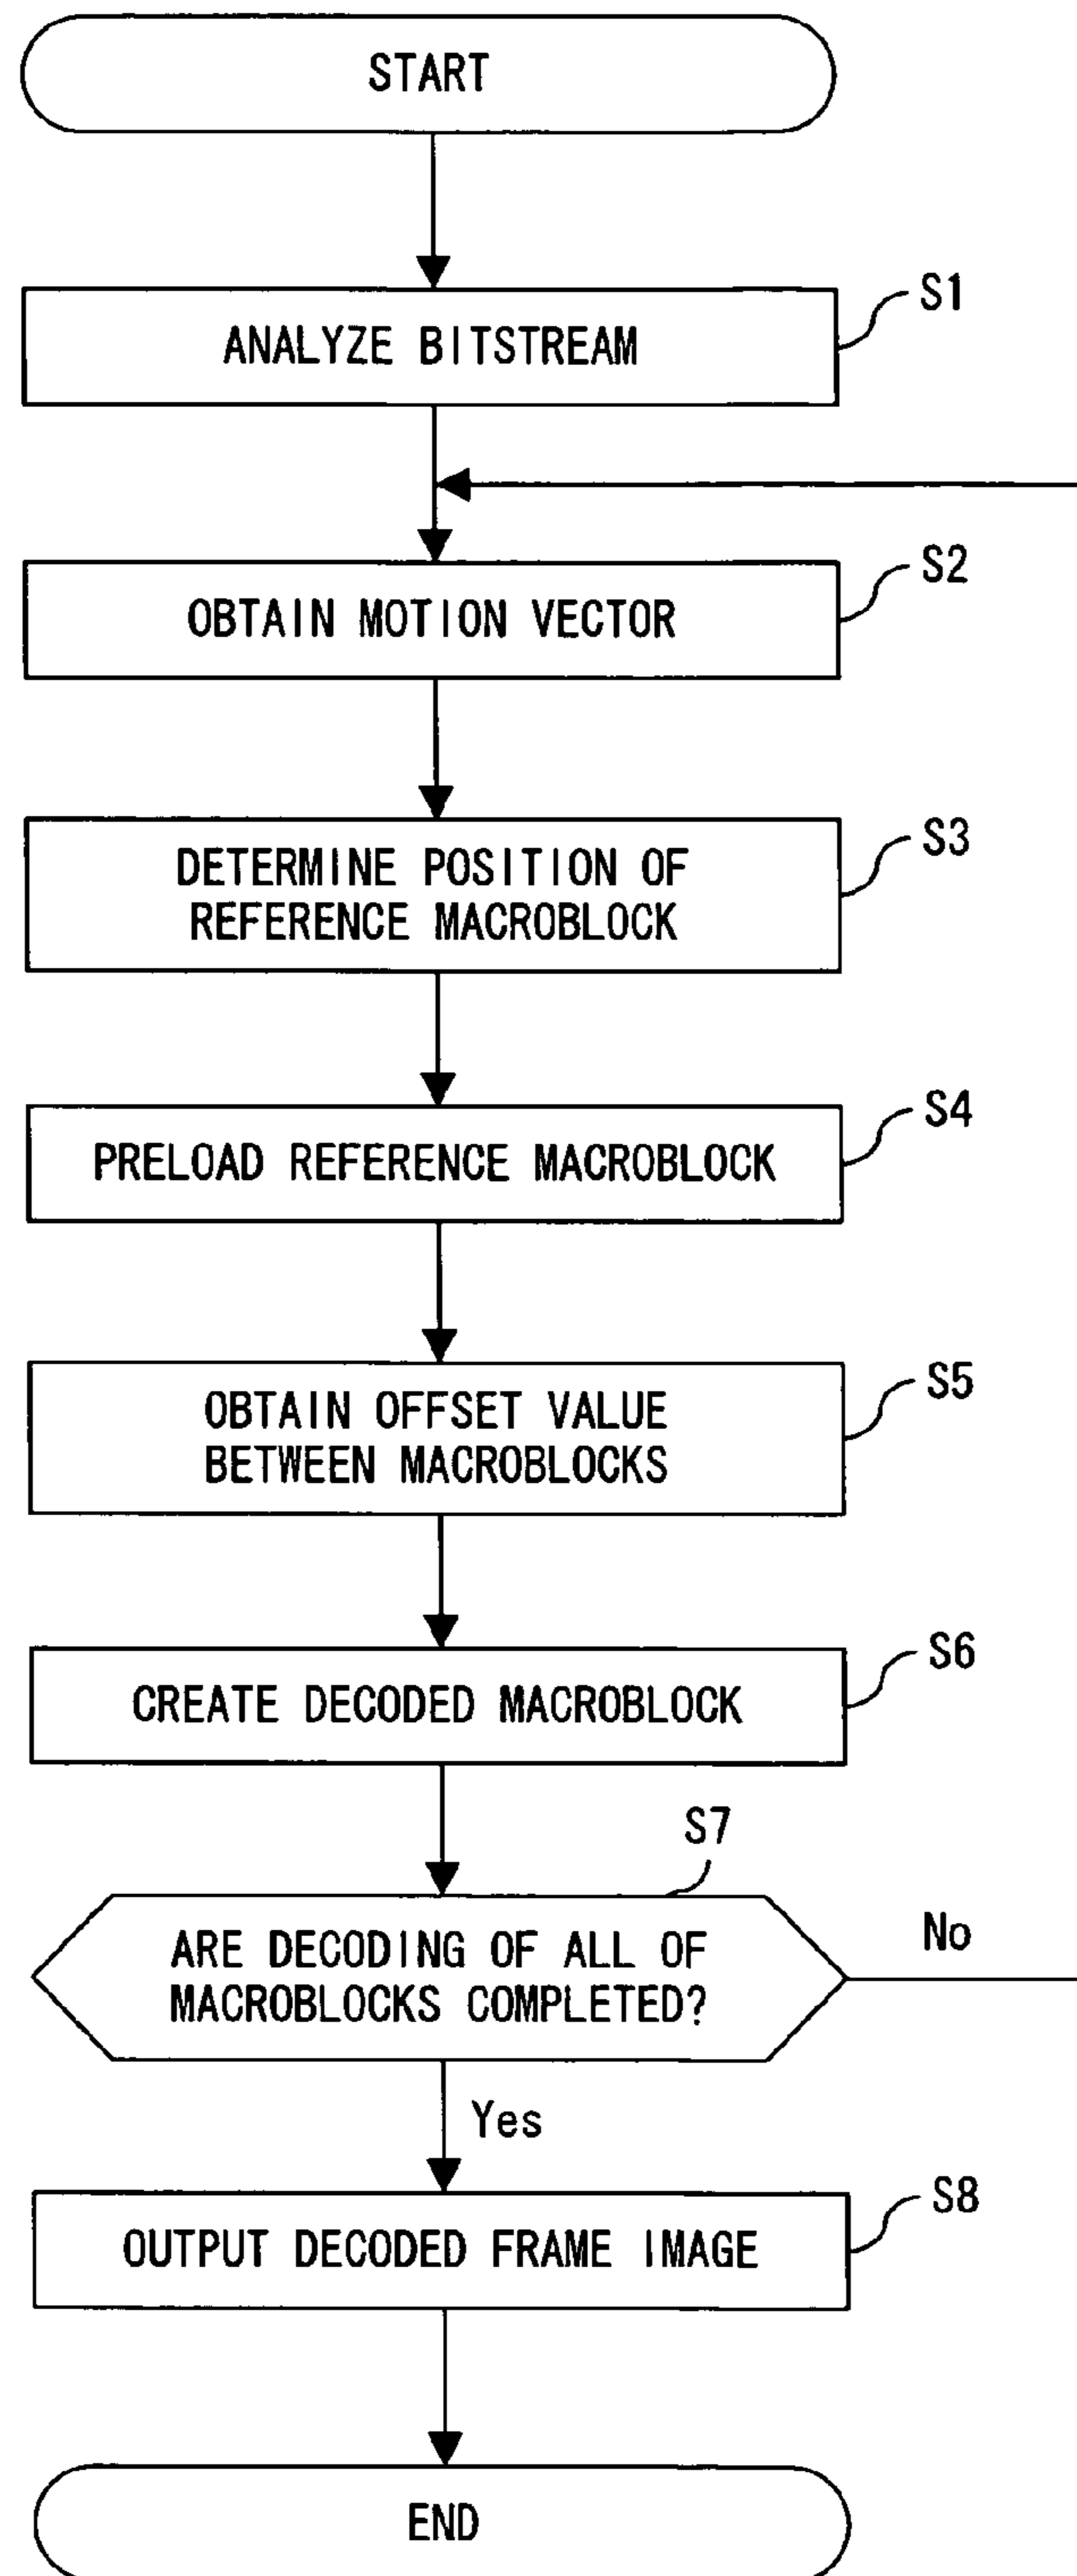 START
ANALYZE BITSTREAM
S1
OBTAIN MOTION VECTOR
S2
DETERMINE POSITION OF
REFERENCE MACROBLOCK
S3
PRELOAD REFERENCE MACROBLOCK
S4
OBTAIN OFFSET VALUE
BETWEEN MACROBLOCKS
S5
CREATE DECODED MACROBLOCK
S6
S7
ARE DECODING OF ALL OF
MACROBLOCKS COMPLETED?
No
Yes
OUTPUT DECODED FRAME IMAGE
S8
END